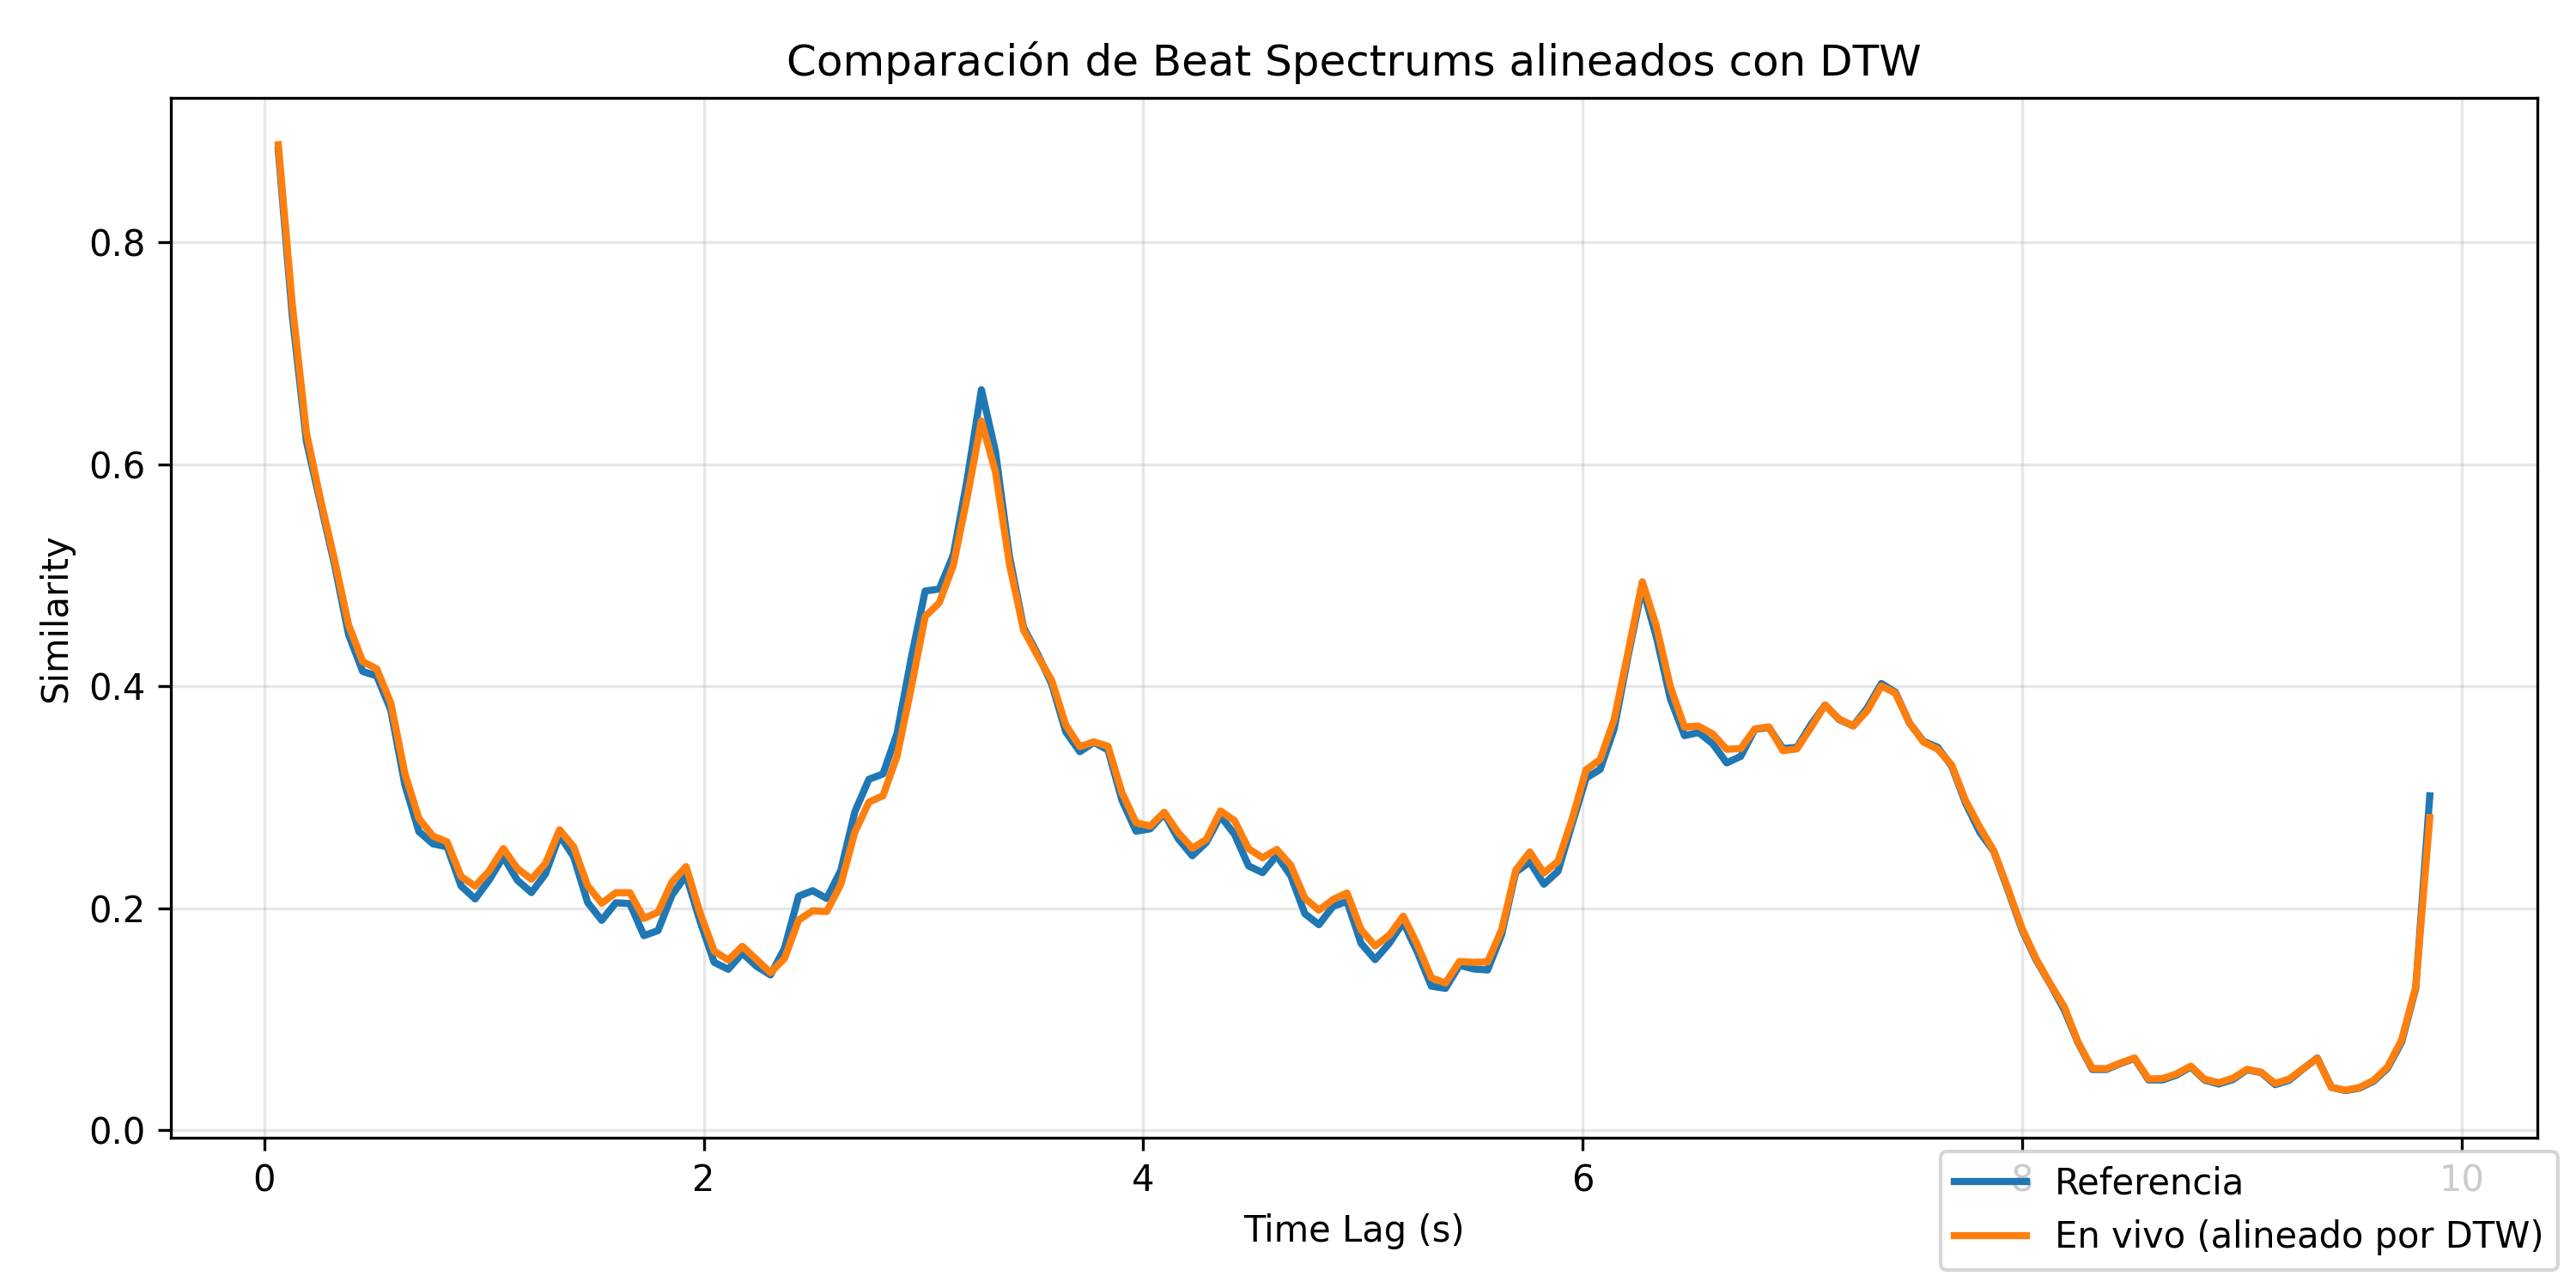 Comparación de Beat Spectrums alineados con DTW
Similarity
0.8
0.6
0.4
0.2
0.0
0 2 4 6 8 10
Time Lag (s)
Referencia
En vivo (alineado por DTW)